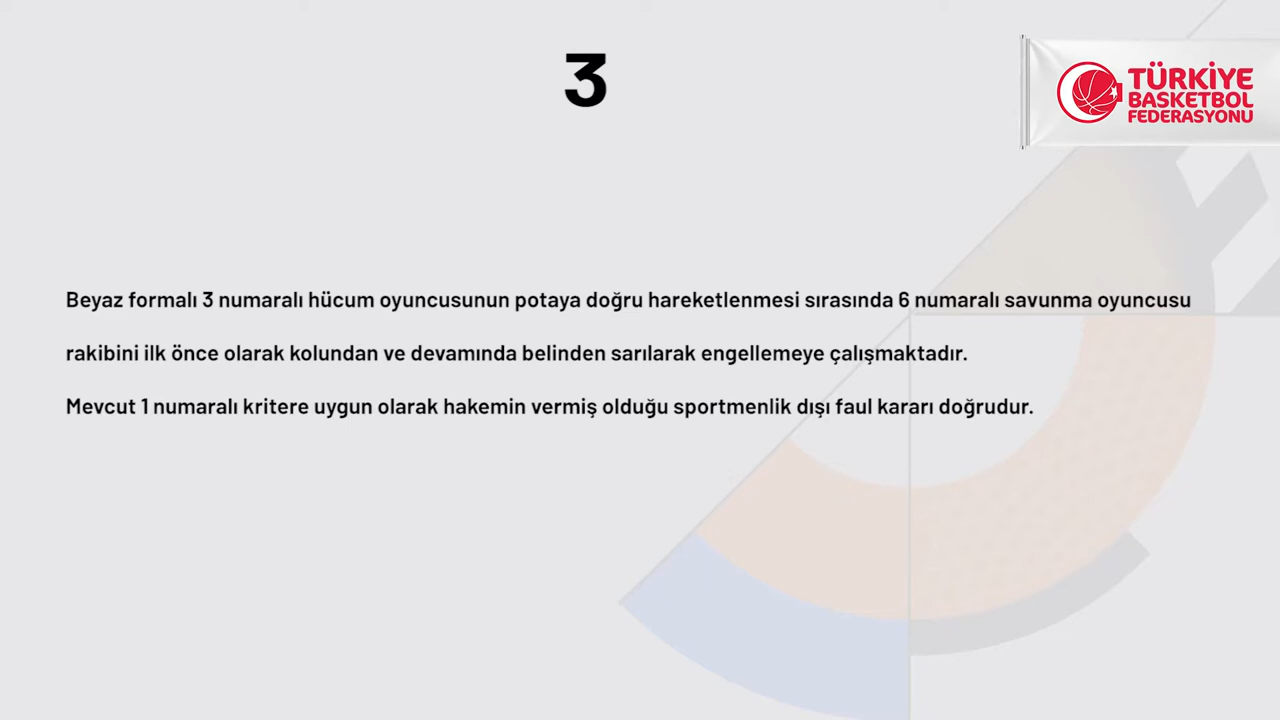 3
TÜRKİYE
BASKETBOL
FEDERASYONU
Beyaz formalı 3 numaralı hücum oyuncusunun potaya doğru hareketlenmesi sırasında 6 numaralı savunma oyuncusu
rakibini ilk önce olarak kolundan ve devamında belinden sarılarak engellemeye çalışmaktadır.
Mevcut 1 numaralı kritere uygun olarak hakemin vermiş olduğu sportmenlik dışı faul kararı doğrudur.